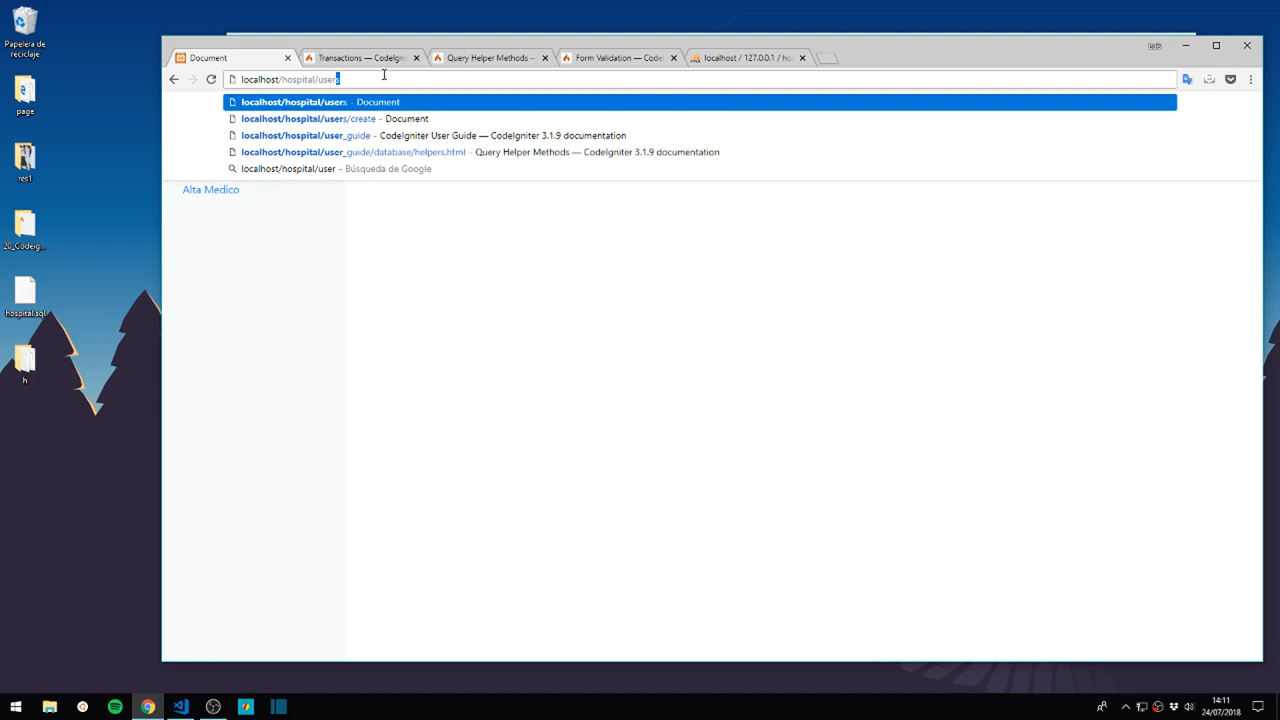 Papelera de
reciclaje
page
res1
20_Codeig...
hospital.sql
h
Document
Transactions — CodeIgni
Query Helper Methods —
Form Validation — CodeI
localhost / 127.0.0.1 / ho
localhost/hospital/users
localhost/hospital/users - Document
localhost/hospital/users/create - Document
localhost/hospital/user_guide - CodeIgniter User Guide — CodeIgniter 3.1.9 documentation
localhost/hospital/user_guide/database/helpers.html - Query Helper Methods — CodeIgniter 3.1.9 documentation
localhost/hospital/user - Búsqueda de Google
Alta Medico
14:11
24/07/2018